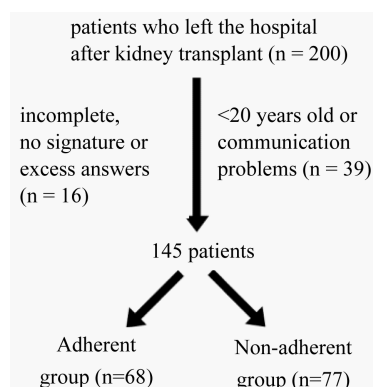 patients who left the hospital
after kidney transplant (n = 200)
incomplete,
no signature or
excess answers
(n = 16)
<20 years old or
communication
problems (n = 39)
145 patients
Adherent
group (n=68)
Non-adherent
group (n=77)